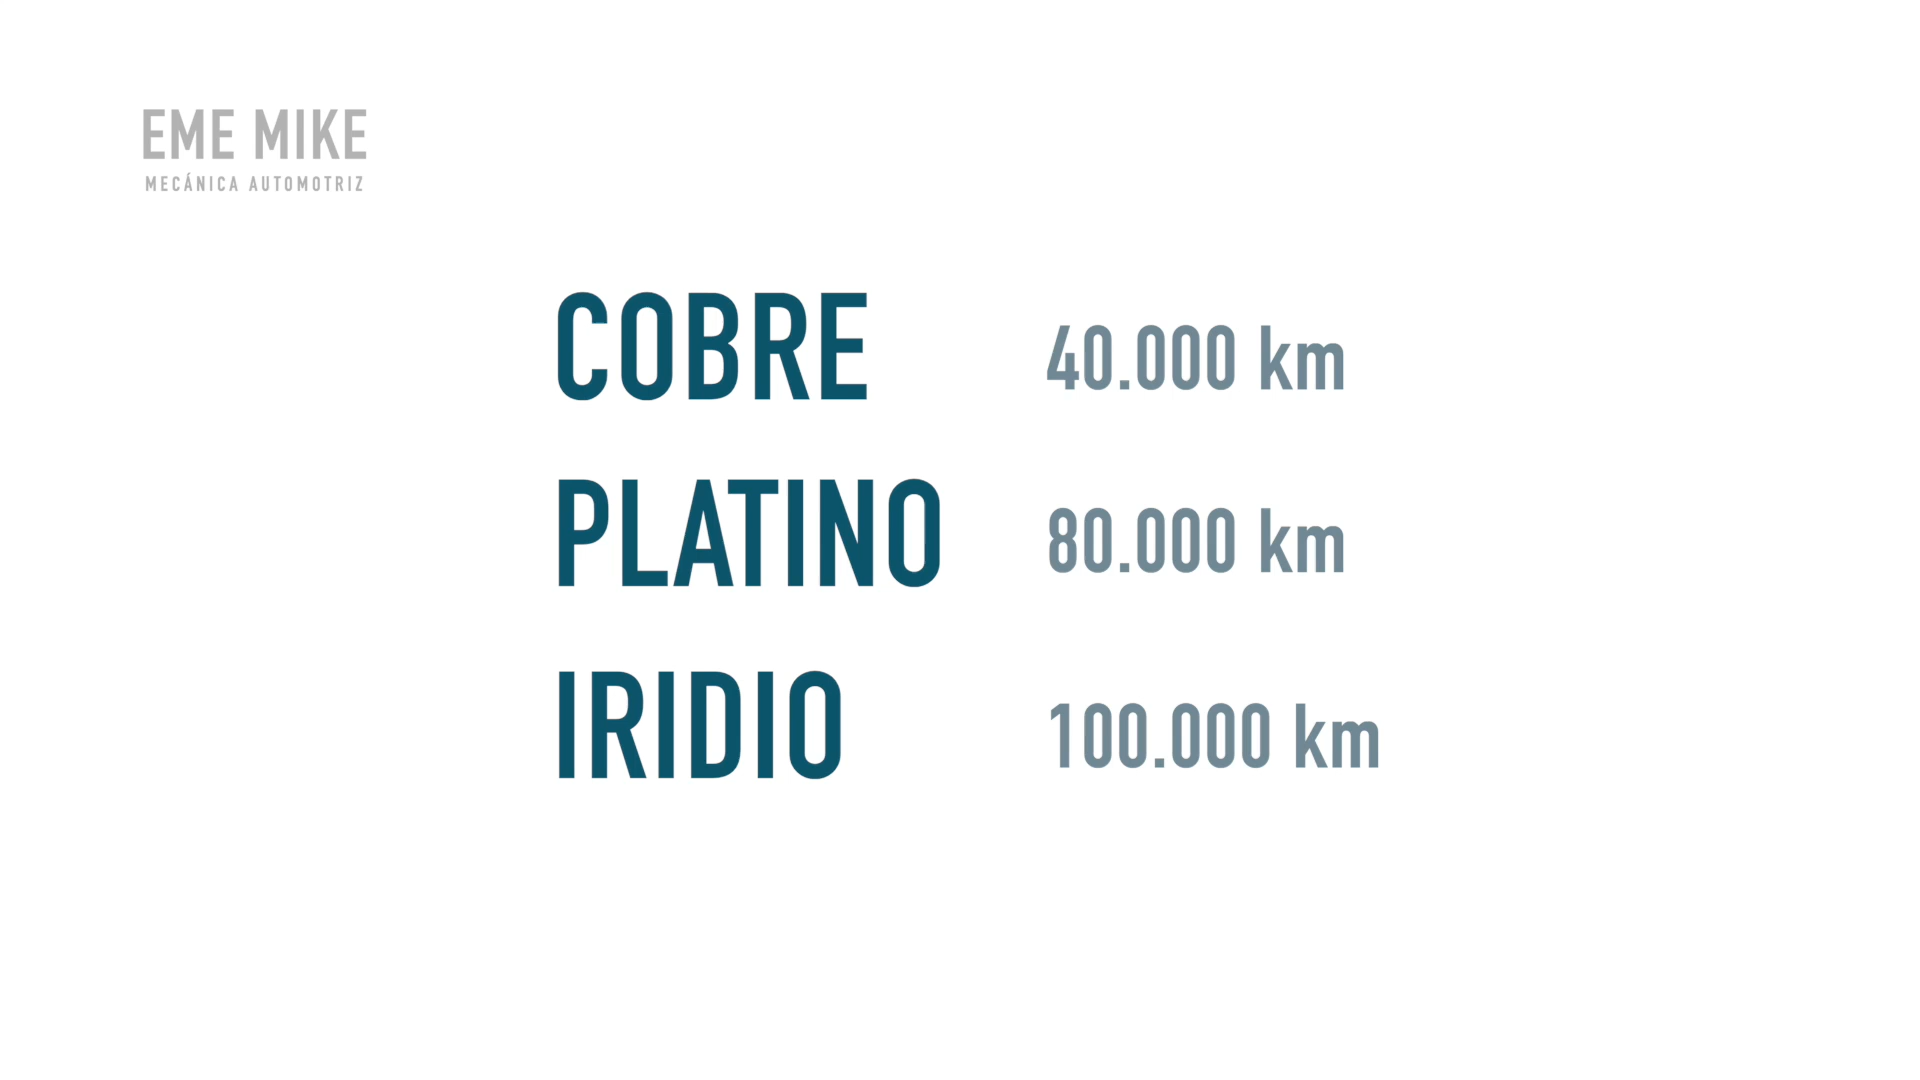 EME MIKE
MECÁNICA AUTOMOTRIZ
COBRE 40.000 km
PLATINO 80.000 km
IRIDIO 100.000 km